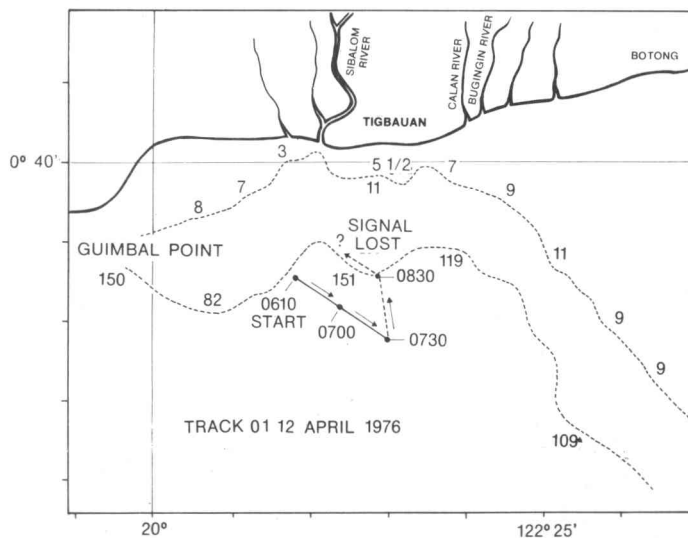 SIBALOM
RIVER
CALAN RIVER
BUGINGIN RIVER
BOTONG
TIGBAUAN
0° 40'
3
5 1/2
7
7
11
9
8
SIGNAL
LOST
?
GUIMBAL POINT
11
150
151
0830
119
82
0610
START
0700
0730
9
9
TRACK 01 12 APRIL 1976
109
20°
122° 25'